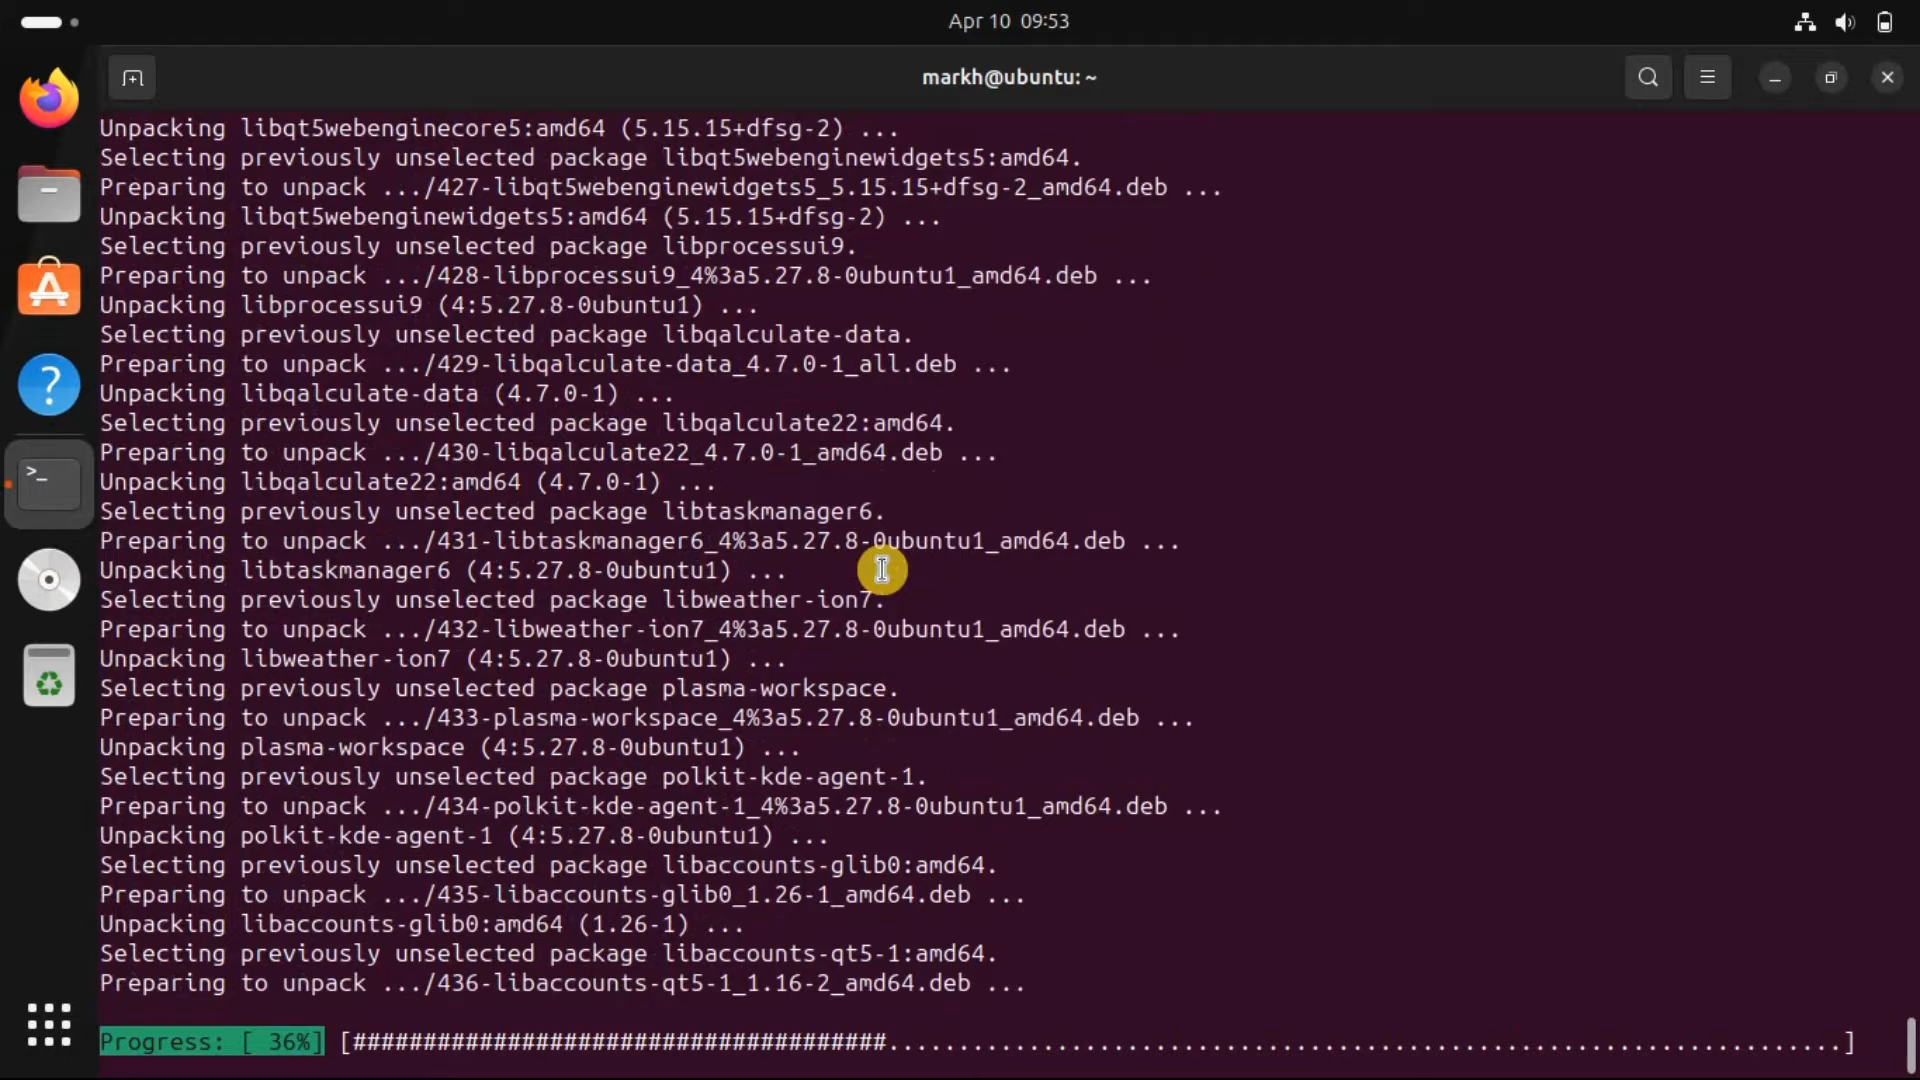 Apr 10 09:53
markh@ubuntu: ~
Unpacking libqt5webenginecore5:amd64 (5.15.15+dfsg-2) ...
Selecting previously unselected package libqt5webenginewidgets5:amd64.
Preparing to unpack .../427-libqt5webenginewidgets5_5.15.15+dfsg-2_amd64.deb ...
Unpacking libqt5webenginewidgets5:amd64 (5.15.15+dfsg-2) ...
Selecting previously unselected package libprocessui9.
Preparing to unpack .../428-libprocessui9_4%3a5.27.8-0ubuntu1_amd64.deb ...
Unpacking libprocessui9 (4:5.27.8-0ubuntu1) ...
Selecting previously unselected package libqalculate-data.
Preparing to unpack .../429-libqalculate-data_4.7.0-1_all.deb ...
Unpacking libqalculate-data (4.7.0-1) ...
Selecting previously unselected package libqalculate22:amd64.
Preparing to unpack .../430-libqalculate22_4.7.0-1_amd64.deb ...
Unpacking libqalculate22:amd64 (4.7.0-1) ...
Selecting previously unselected package libtaskmanager6.
Preparing to unpack .../431-libtaskmanager6_4%3a5.27.8-0ubuntu1_amd64.deb ...
Unpacking libtaskmanager6 (4:5.27.8-0ubuntu1) ...
Selecting previously unselected package libweather-ion7.
Preparing to unpack .../432-libweather-ion7_4%3a5.27.8-0ubuntu1_amd64.deb ...
Unpacking libweather-ion7 (4:5.27.8-0ubuntu1) ...
Selecting previously unselected package plasma-workspace.
Preparing to unpack .../433-plasma-workspace_4%3a5.27.8-0ubuntu1_amd64.deb ...
Unpacking plasma-workspace (4:5.27.8-0ubuntu1) ...
Selecting previously unselected package polkit-kde-agent-1.
Preparing to unpack .../434-polkit-kde-agent-1_4%3a5.27.8-0ubuntu1_amd64.deb ...
Unpacking polkit-kde-agent-1 (4:5.27.8-0ubuntu1) ...
Selecting previously unselected package libaccounts-glib0:amd64.
Preparing to unpack .../435-libaccounts-glib0_1.26-1_amd64.deb ...
Unpacking libaccounts-glib0:amd64 (1.26-1) ...
Selecting previously unselected package libaccounts-qt5-1:amd64.
Preparing to unpack .../436-libaccounts-qt5-1_1.16-2_amd64.deb ...
Progress: [ 36%] [######################################....................................................................]